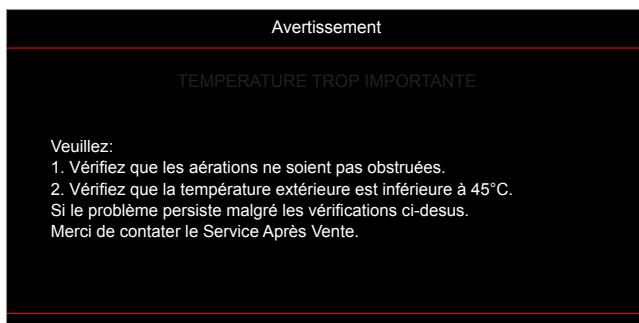 Avertissement
TEMPERATURE TROP IMPORTANTE
Veuillez:
1. Vérifiez que les aérations ne soient pas obstruées.
2. Vérifiez que la température extérieure est inférieure à 45°C.
Si le problème persiste malgré les vérifications ci-desus.
Merci de contater le Service Après Vente.